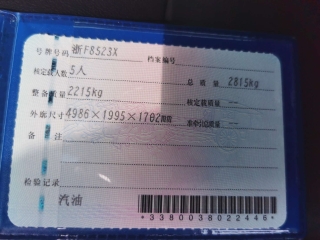 号牌号码 浙F8523X 档案编号
核定载人数 5人 总质量 2815kg
整备质量 2215kg 核定载质量 --
外廓尺寸 4986×1995×1702mm 准牵引总质量 --
备注
检验记录
汽油
*3380038022446*